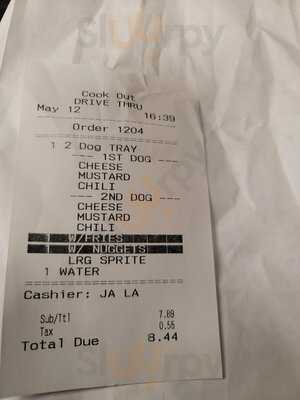 Slurrpy
Cook Out
DRIVE THRU
May 12 16:39
Order 1204
1 2 Dog TRAY
--- 1ST DOG ---
CHEESE
MUSTARD
CHILI
--- 2ND DOG ---
CHEESE
MUSTARD
CHILI
W/FRIES
W/ NUGGETS
LRG SPRITE
1 WATER
Cashier: JA LA
Sub/Ttl 7.89
Tax 0.55
Total Due 8.44